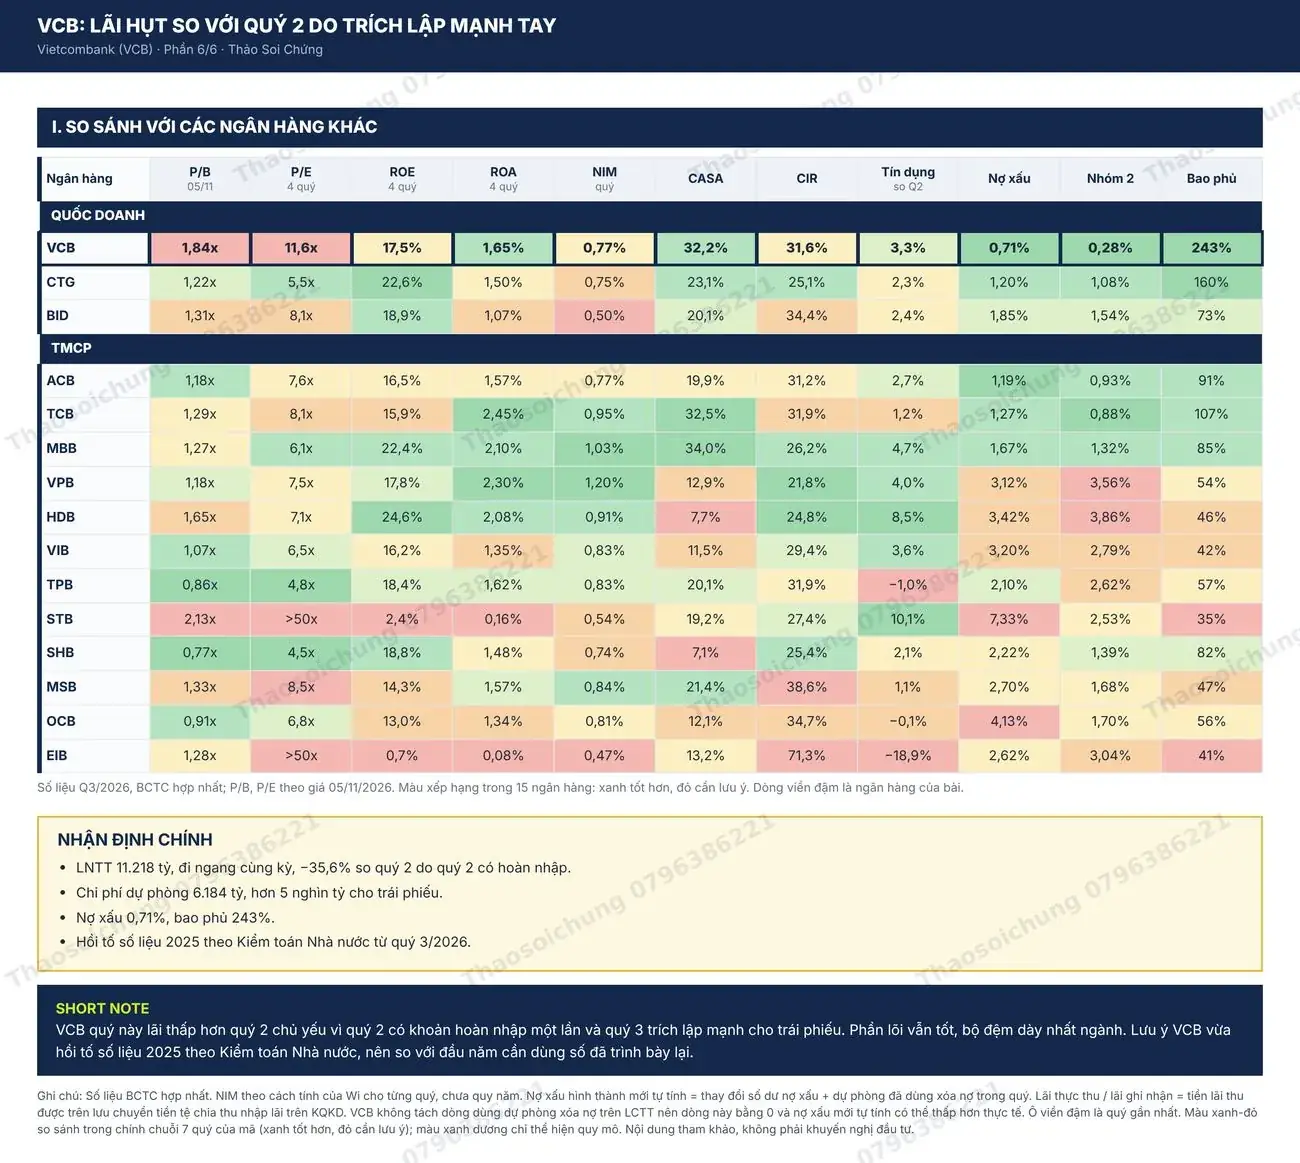 VCB: LÃI HỤT SO VỚI QUÝ 2 DO TRÍCH LẬP MẠNH TAY
Vietcombank (VCB) · Phần 6/6 · Thảo Soi Chứng
I. SO SÁNH VỚI CÁC NGÂN HÀNG KHÁC
Ngân hàng P/B 05/11 P/E 4 quý ROE 4 quý ROA 4 quý NIM quý CASA CIR Tín dụng so Q2 Nợ xấu Nhóm 2 Bao phủ
QUỐC DOANH
VCB 1,84x 11,6x 17,5% 1,65% 0,77% 32,2% 31,6% 3,3% 0,71% 0,28% 243%
CTG 1,22x 5,5x 22,6% 1,50% 0,75% 23,1% 25,1% 2,3% 1,20% 1,08% 160%
BID 1,31x 8,1x 18,9% 1,07% 0,50% 20,1% 34,4% 2,4% 1,85% 1,54% 73%
TMCP
ACB 1,18x 7,6x 16,5% 1,57% 0,77% 19,9% 31,2% 2,7% 1,19% 0,93% 91%
TCB 1,29x 8,1x 15,9% 2,45% 0,95% 32,5% 31,9% 1,2% 1,27% 0,88% 107%
MBB 1,27x 6,1x 22,4% 2,10% 1,03% 34,0% 26,2% 4,7% 1,67% 1,32% 85%
VPB 1,18x 7,5x 17,8% 2,30% 1,20% 12,9% 21,8% 4,0% 3,12% 3,56% 54%
HDB 1,65x 7,1x 24,6% 2,08% 0,91% 7,7% 24,8% 8,5% 3,42% 3,86% 46%
VIB 1,07x 6,5x 16,2% 1,35% 0,83% 11,5% 29,4% 3,6% 3,20% 2,79% 42%
TPB 0,86x 4,8x 18,4% 1,62% 0,83% 20,1% 31,9% −1,0% 2,10% 2,62% 57%
STB 2,13x >50x 2,4% 0,16% 0,54% 19,2% 27,4% 10,1% 7,33% 2,53% 35%
SHB 0,77x 4,5x 18,8% 1,48% 0,74% 7,1% 25,4% 2,1% 2,22% 1,39% 82%
MSB 1,33x 8,5x 14,3% 1,57% 0,84% 21,4% 38,6% 1,1% 2,70% 1,68% 47%
OCB 0,91x 6,8x 13,0% 1,34% 0,81% 12,1% 34,7% −0,1% 4,13% 1,70% 56%
EIB 1,28x >50x 0,7% 0,08% 0,47% 13,2% 71,3% −18,9% 2,62% 3,04% 41%
Số liệu Q3/2026, BCTC hợp nhất; P/B, P/E theo giá 05/11/2026. Màu xếp hạng trong 15 ngân hàng: xanh tốt hơn, đỏ cần lưu ý. Dòng viền đậm là ngân hàng của bài.
NHẬN ĐỊNH CHÍNH
• LNTT 11.218 tỷ, đi ngang cùng kỳ, −35,6% so quý 2 do quý 2 có hoàn nhập.
• Chi phí dự phòng 6.184 tỷ, hơn 5 nghìn tỷ cho trái phiếu.
• Nợ xấu 0,71%, bao phủ 243%.
• Hồi tố số liệu 2025 theo Kiểm toán Nhà nước từ quý 3/2026.
SHORT NOTE
VCB quý này lãi thấp hơn quý 2 chủ yếu vì quý 2 có khoản hoàn nhập một lần và quý 3 trích lập mạnh cho trái phiếu. Phần lõi vẫn tốt, bộ đệm dày nhất ngành. Lưu ý VCB vừa
hồi tố số liệu 2025 theo Kiểm toán Nhà nước, nên so với đầu năm cần dùng số đã trình bày lại.
Ghi chú: Số liệu BCTC hợp nhất. NIM theo cách tính của Wi cho từng quý, chưa quy năm. Nợ xấu hình thành mới tự tính = thay đổi số dư nợ xấu + dự phòng đã dùng xóa nợ trong quý. Lãi thực thu / lãi ghi nhận = tiền lãi thu
được trên lưu chuyển tiền tệ chia thu nhập lãi trên KQKD. VCB không tách dòng dùng dự phòng xóa nợ trên LCTT nên dòng này bằng 0 và nợ xấu mới tự tính có thể thấp hơn thực tế. Ô viền đậm là quý gần nhất. Màu xanh-đỏ
so sánh trong chính chuỗi 7 quý của mã (xanh tốt hơn, đỏ cần lưu ý); màu xanh dương chỉ thể hiện quy mô. Nội dung tham khảo, không phải khuyến nghị đầu tư.
Thaosoichung 0796386221